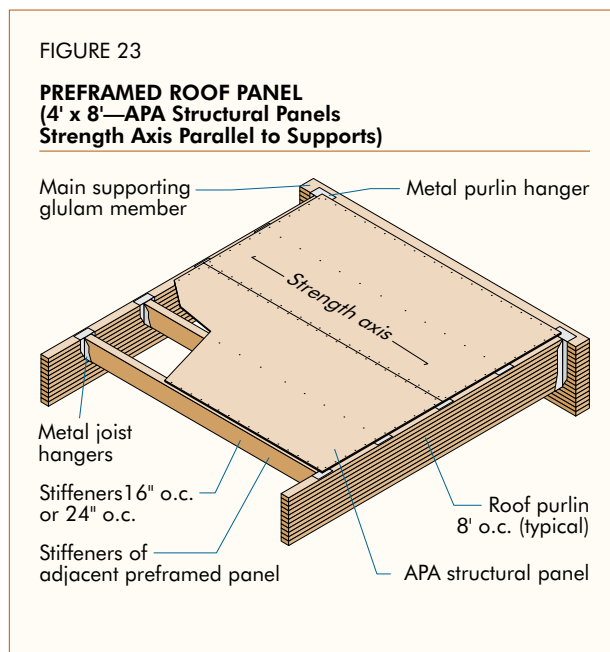 FIGURE 23
PREFRAMED ROOF PANEL
(4' x 8'—APA Structural Panels
Strength Axis Parallel to Supports)
Main supporting
glulam member
Metal purlin hanger
Strength axis
Metal joist
hangers
Stiffeners16" o.c.
or 24" o.c.
Stiffeners of
adjacent preframed panel
Roof purlin
8' o.c. (typical)
APA structural panel